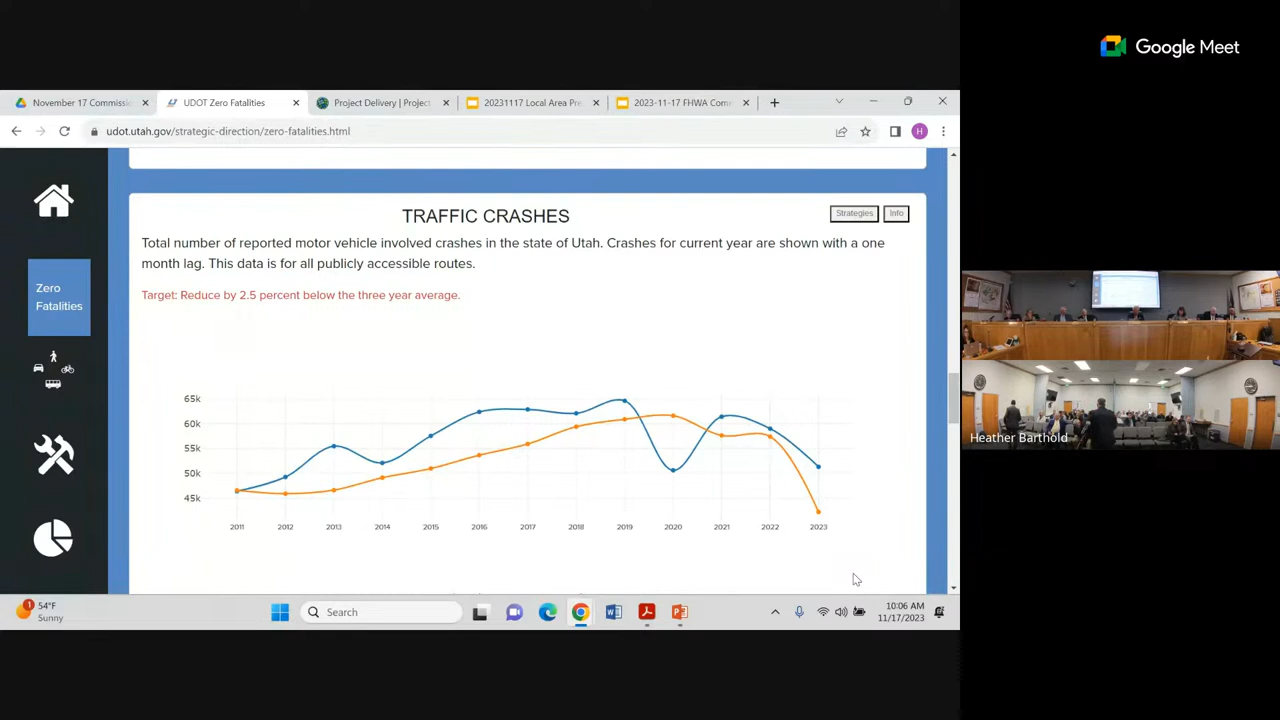 Google Meet
November 17 Commissi
UDOT Zero Fatalities
Project Delivery | Project
20231117 Local Area Pre
2023-11-17 FHWA Com
udot.utah.gov/strategic-direction/zero-fatalities.html
H
TRAFFIC CRASHES
Strategies
Info
Total number of reported motor vehicle involved crashes in the state of Utah. Crashes for current year are shown with a one
month lag. This data is for all publicly accessible routes.
Target: Reduce by 2.5 percent below the three year average.
Zero
Fatalities
65k
60k
55k
50k
45k
2011 2012 2013 2014 2015 2016 2017 2018 2019 2020 2021 2022 2023
Heather Barthold
1
54°F
Sunny
Search
10:06 AM
11/17/2023